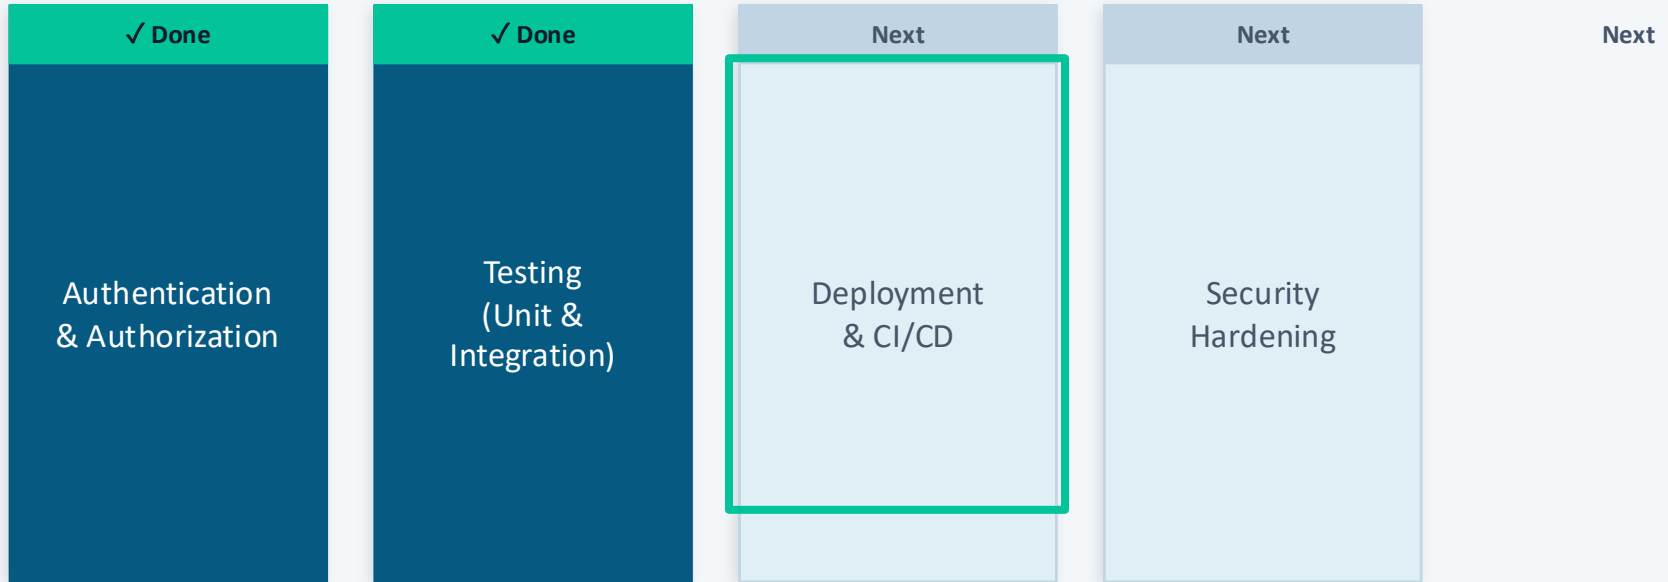 ✓ Done
Authentication
& Authorization
✓ Done
Testing
(Unit &
Integration)
Next
Deployment
& CI/CD
Next
Security
Hardening
Next